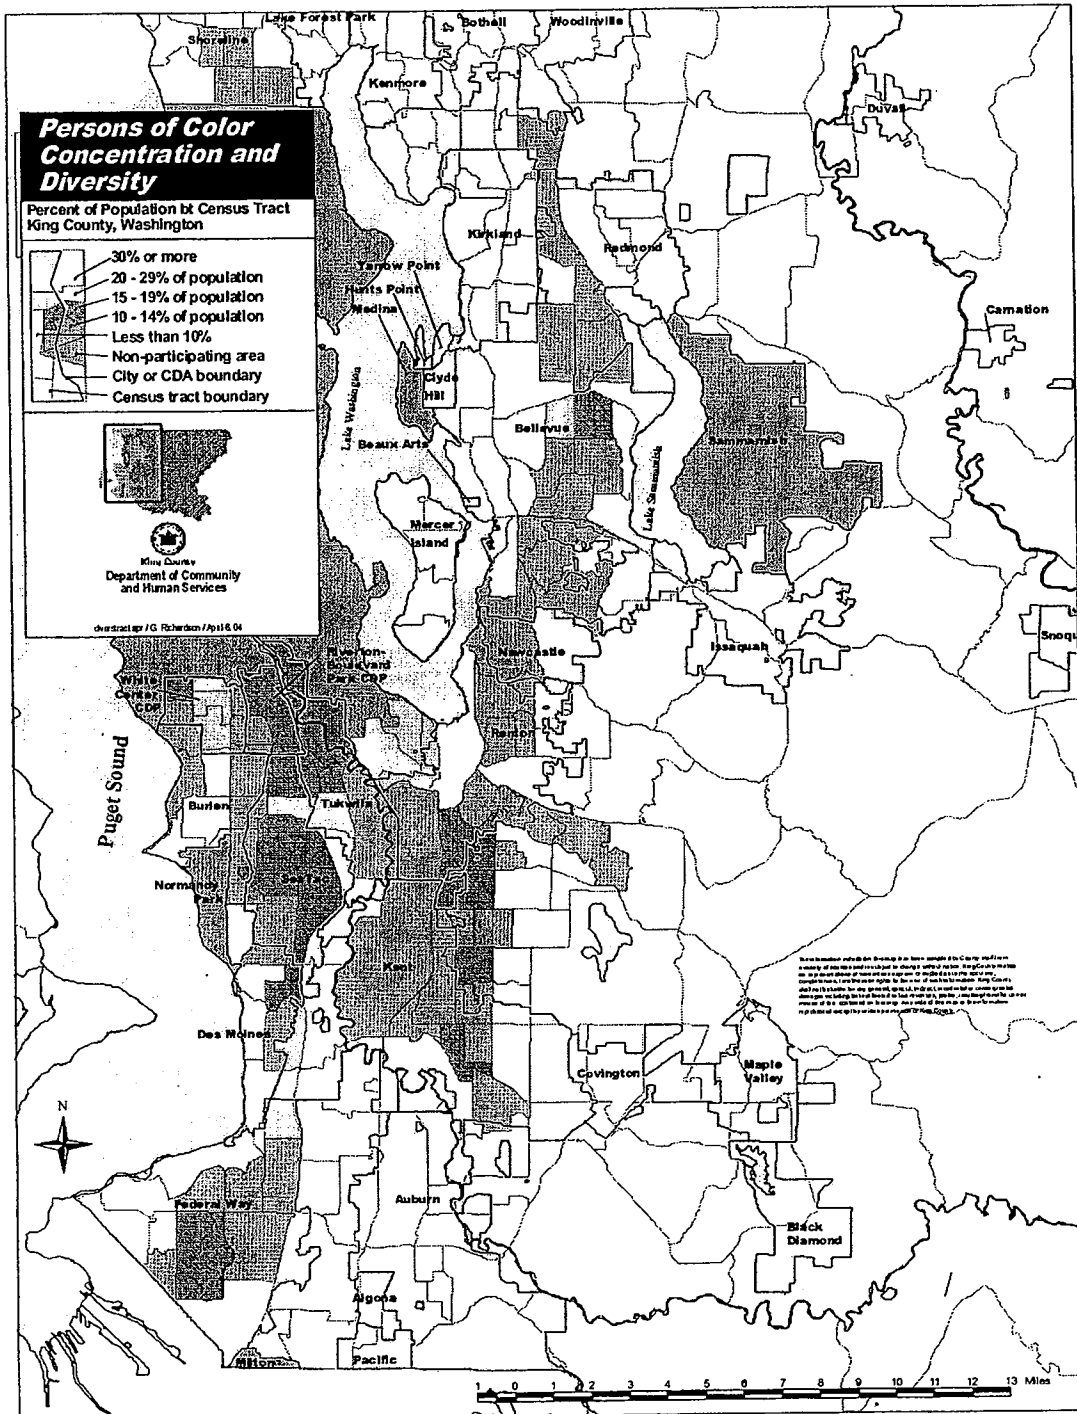 Lake Forest Park
Bothell
Woodinville
Shoreline
Kenmore
Duvall
Persons of Color
Concentration and
Diversity
Percent of Population bt Census Tract
King County, Washington
30% or more
20 - 29% of population
15 - 19% of population
10 - 14% of population
Less than 10%
Non-participating area
City or CDA boundary
Census tract boundary
King County
Department of Community
and Human Services
Kirkland
Redmond
Yarrow Point
Hunts Point
Medina
Carnation
Clyde
Hill
Lake Washington
Bellevue
Beaux Arts
Sammamish
Lake Sammamish
Mercer
Island
Newcastle
Issaquah
Snoqu
Riverton-
Boulevard
Park CDP
White
Center
CDP
Renton
Puget Sound
Burien
Tukwila
Sea Tac
Normandy
Park
Kent
Des Moines
Covington
Maple
Valley
N
Federal Way
Auburn
Black
Diamond
Algona
Milton
Pacific
1 0 1 2 3 4 5 6 7 8 9 10 11 12 13 Miles